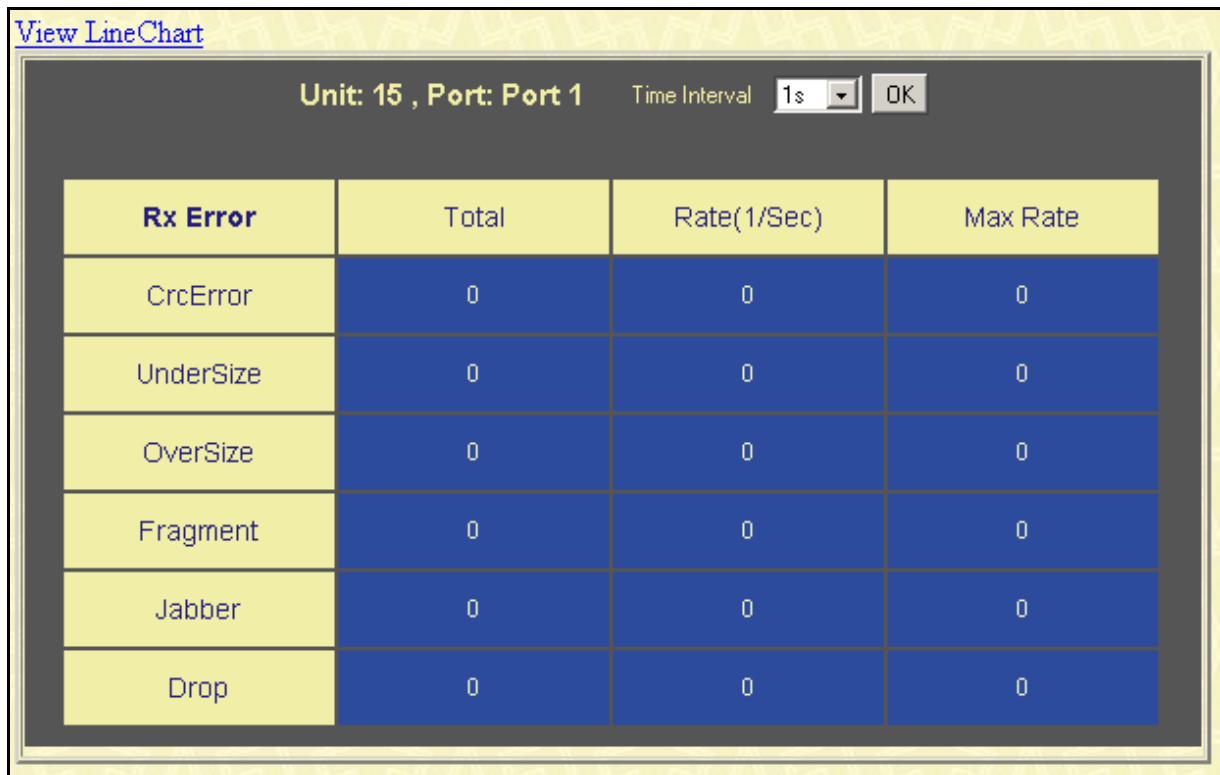 View LineChart
Unit: 15 , Port: Port 1 Time Interval 1s OK
Rx Error Total Rate(1/Sec) Max Rate
CrcError 0 0 0
UnderSize 0 0 0
OverSize 0 0 0
Fragment 0 0 0
Jabber 0 0 0
Drop 0 0 0